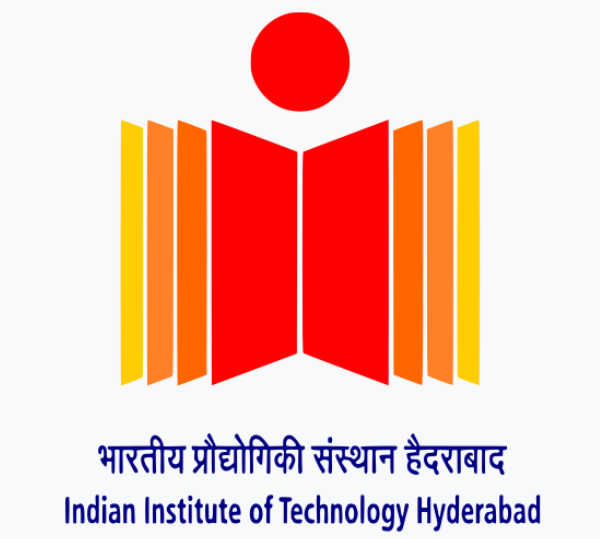 भारतीय प्रौद्योगिकी संस्थान हैदराबाद
Indian Institute of Technology Hyderabad